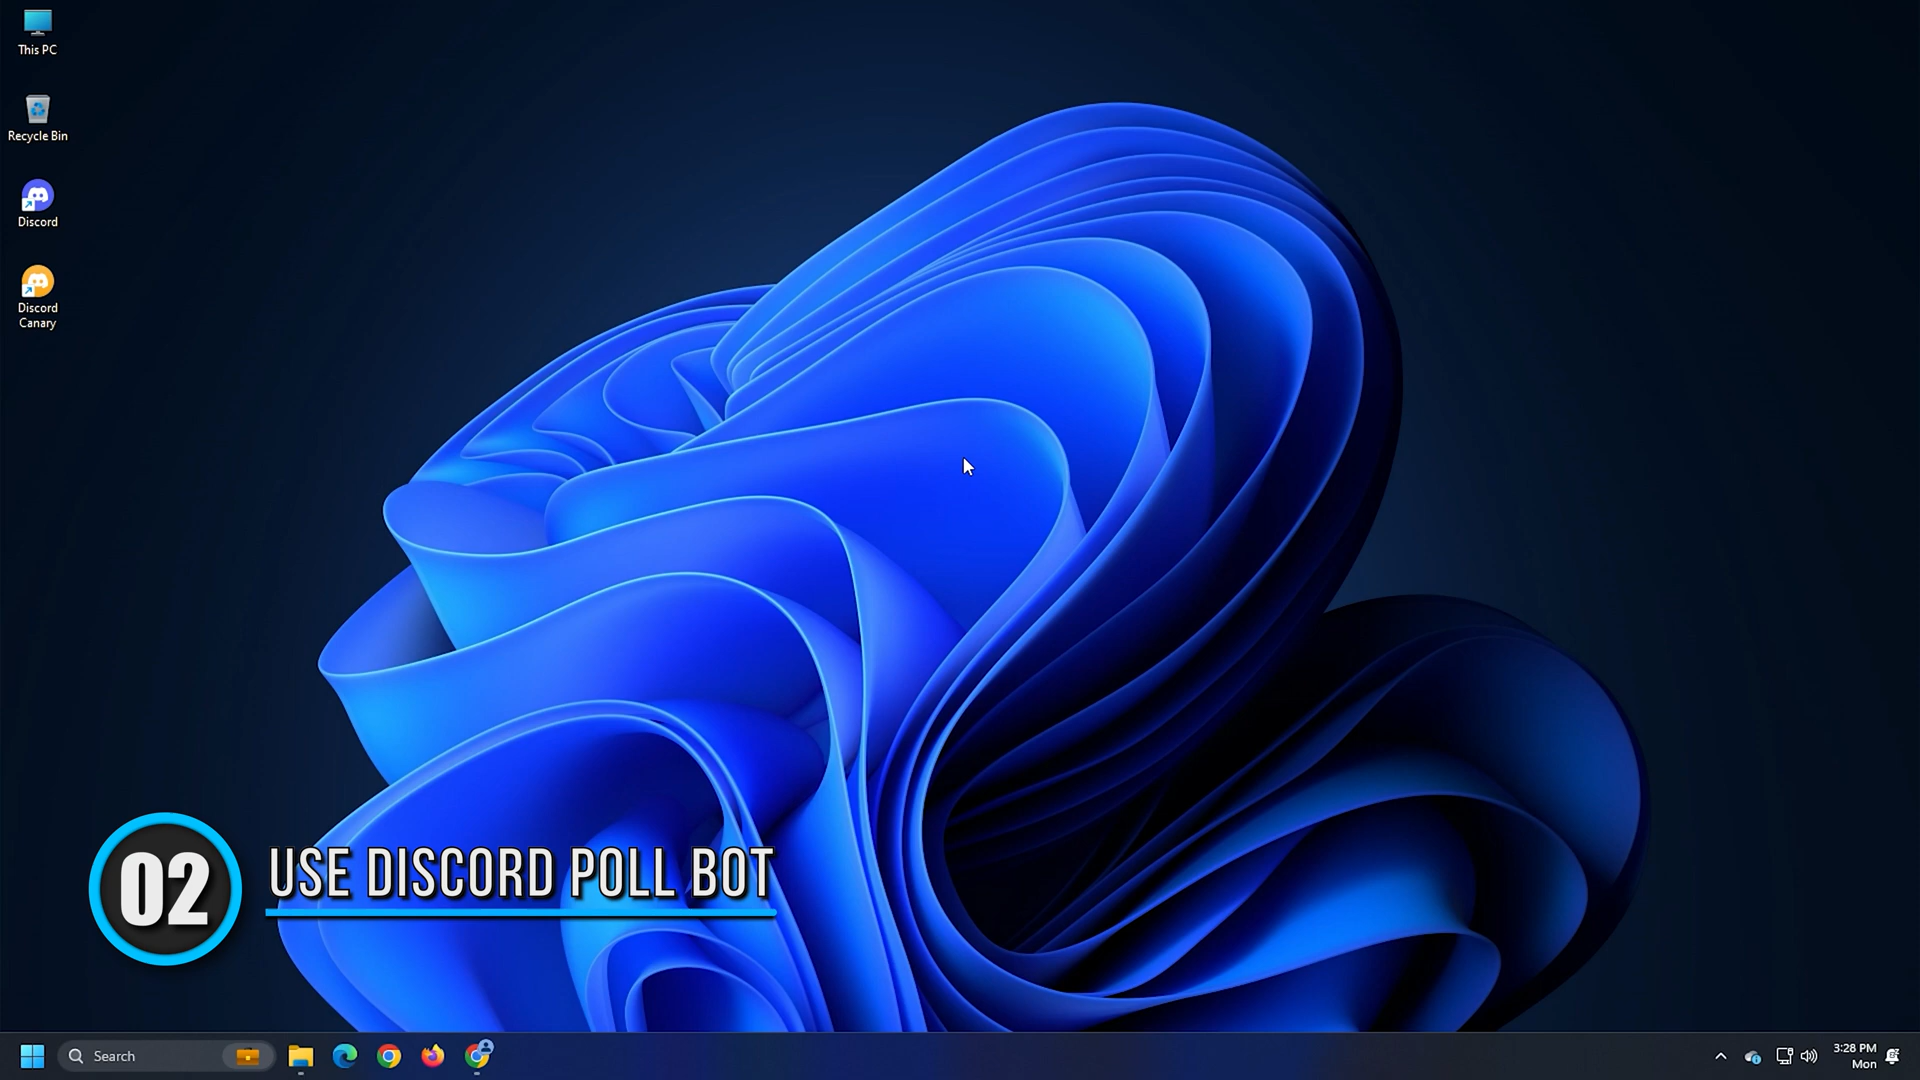 This PC
Recycle Bin
Discord
Discord
Canary
02
USE DISCORD POLL BOT
Search
3:28 PM
Mon